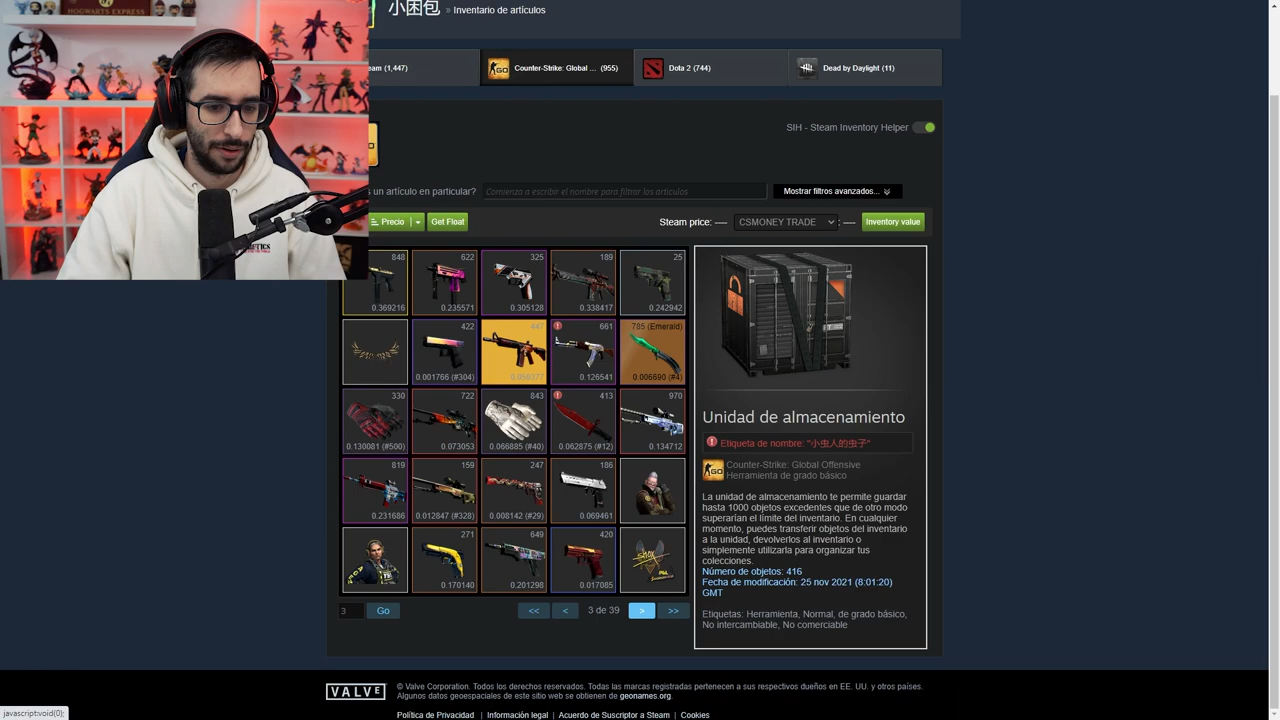 HOGWARTS EXPRESS
小困包 » Inventario de artículos
eam (1,447)
Counter-Strike: Global ... (955)
Dota 2 (744)
Dead by Daylight (11)
SIH - Steam Inventory Helper
s un artículo en particular?
Comienza a escribir el nombre para filtrar los artículos
Mostrar filtros avanzados...
Precio
Get Float
Steam price: ----
CSMONEY TRADE
: ----
Inventory value
848 622 325 189 25
0.369216 0.235571 0.305128 0.338417 0.242942
422 447 661 785 (Emerald)
0.001766 (#304) 0.056377 0.126541 0.006690 (#4)
330 722 843 413 970
0.130081 (#500) 0.073053 0.066885 (#40) 0.062875 (#12) 0.134712
819 159 247 186
0.231686 0.012847 (#328) 0.008142 (#29) 0.069461
271 649 420
0.170140 0.201298 0.017085
3 Go << < 3 de 39 > >>
Unidad de almacenamiento
Etiqueta de nombre: "小虫人的虫子"
Counter-Strike: Global Offensive
Herramienta de grado básico
La unidad de almacenamiento te permite guardar
hasta 1000 objetos excedentes que de otro modo
superarían el límite del inventario. En cualquier
momento, puedes transferir objetos del inventario
a la unidad, devolverlos al inventario o
simplemente utilizarla para organizar tus
colecciones.
Número de objetos: 416
Fecha de modificación: 25 nov 2021 (8:01:20)
GMT
Etiquetas: Herramienta, Normal, de grado básico,
No intercambiable, No comerciable
VALVE
© Valve Corporation. Todos los derechos reservados. Todas las marcas registradas pertenecen a sus respectivos dueños en EE. UU. y otros países.
Algunos datos geoespaciales de este sitio web se obtienen de geonames.org.
Política de Privacidad | Información legal | Acuerdo de Suscriptor a Steam | Cookies
javascript:void(0);